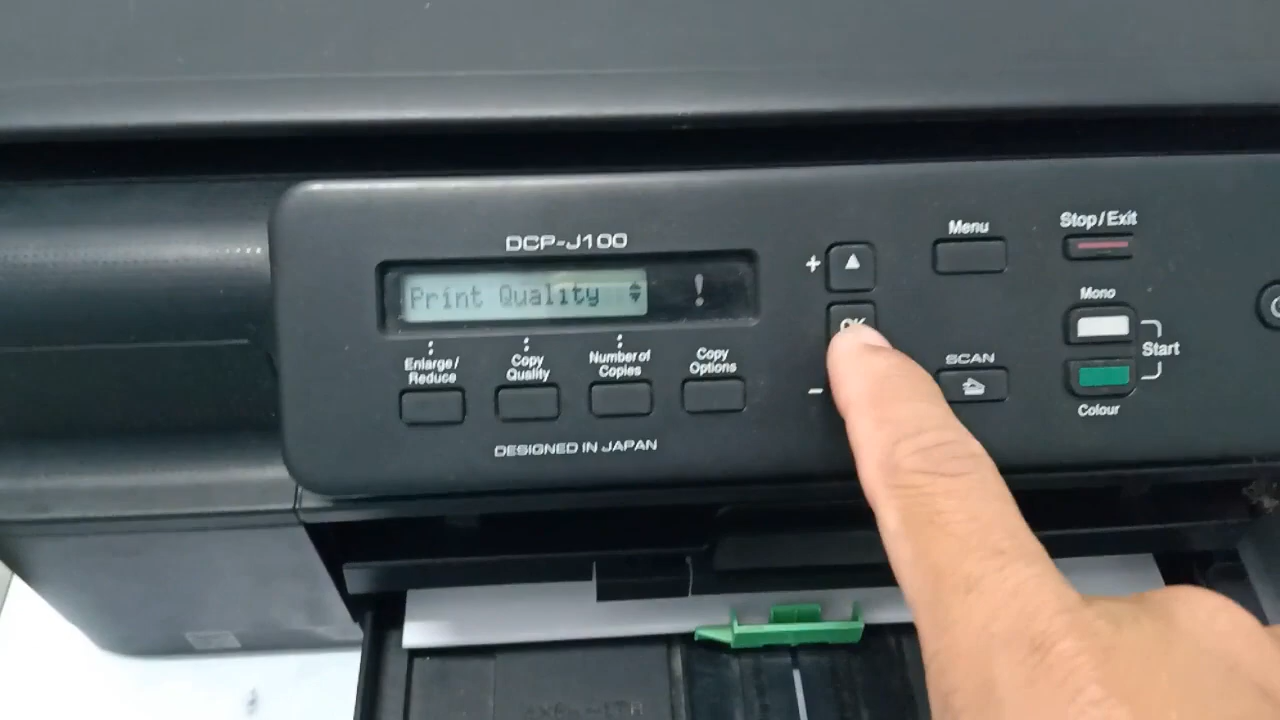 DCP-J100
Print Quality
!
Enlarge/
Reduce
Copy
Quality
Number of
Copies
Copy
Options
DESIGNED IN JAPAN
+
OK
-
Menu
SCAN
Stop/Exit
Mono
Start
Colour